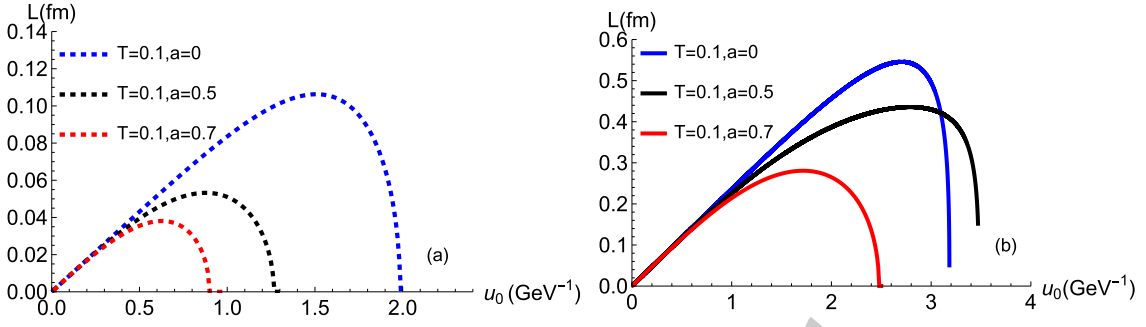 L(fm)
0.14
0.12
0.10
0.08
0.06
0.04
0.02
0.00
T=0.1,a=0
T=0.1,a=0.5
T=0.1,a=0.7
(a)
0.0 0.5 1.0 1.5 2.0
u₀ (GeV⁻¹)
L(fm)
0.6
0.5
0.4
0.3
0.2
0.1
0.0
T=0.1,a=0
T=0.1,a=0.5
T=0.1,a=0.7
(b)
0 1 2 3 4
u₀(GeV⁻¹)